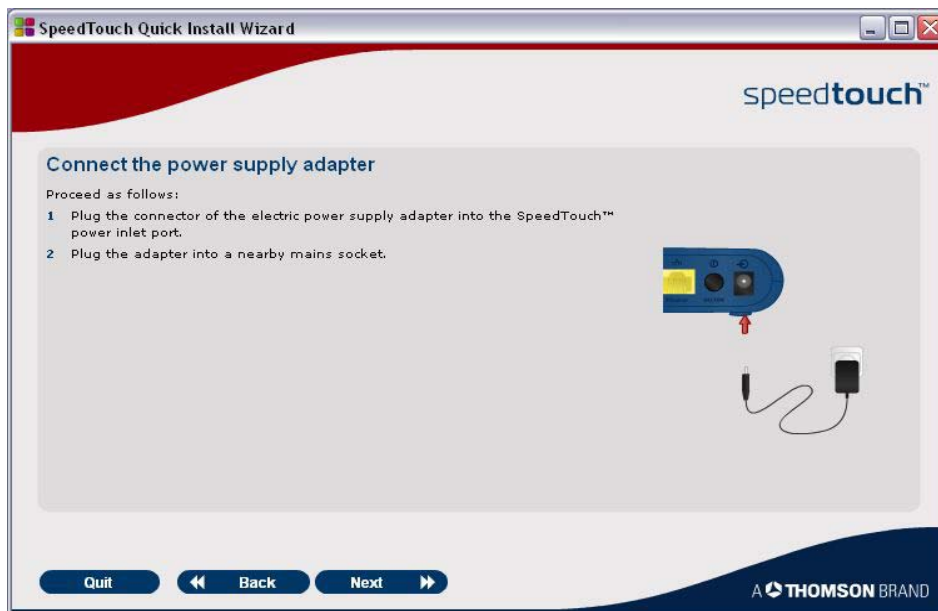 SpeedTouch Quick Install Wizard
speedtouch™
Connect the power supply adapter
Proceed as follows:
1 Plug the connector of the electric power supply adapter into the SpeedTouch™
power inlet port.
2 Plug the adapter into a nearby mains socket.
Quit
Back
Next
A THOMSON BRAND